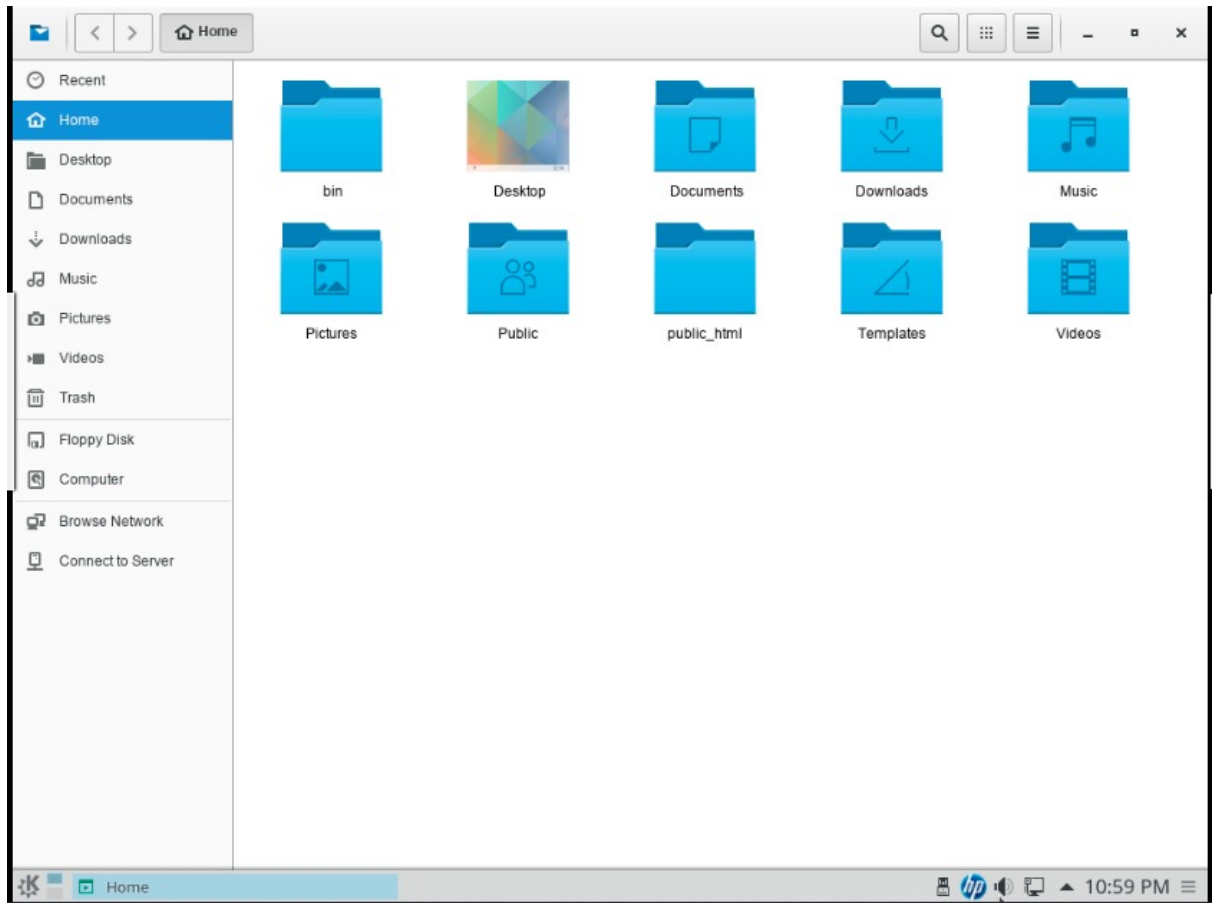 Home
Recent
Home
Desktop
Documents
Downloads
Music
Pictures
Videos
Trash
Floppy Disk
Computer
Browse Network
Connect to Server
bin Desktop Documents Downloads Music
Pictures Public public_html Templates Videos
Home hp 10:59 PM